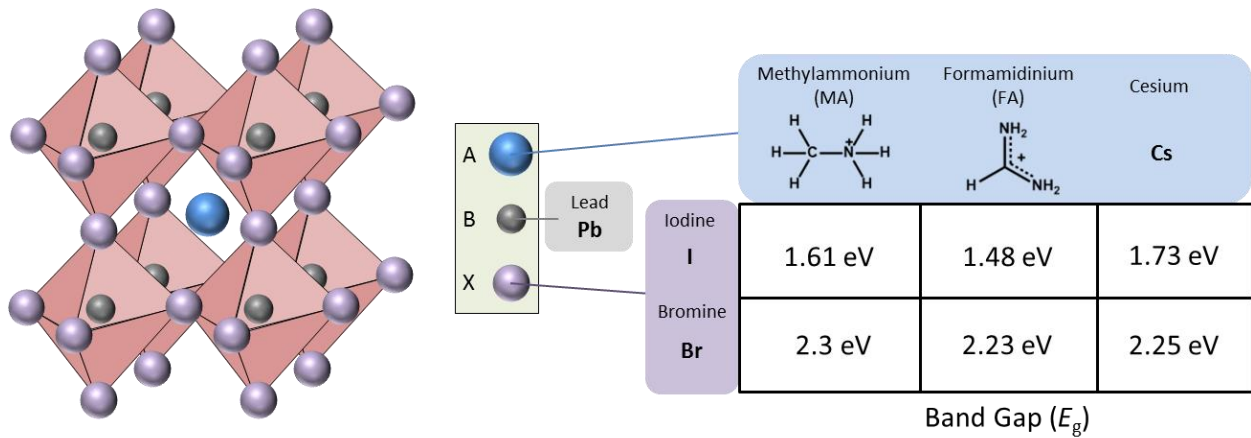 Methylammonium
(MA)
Formamidinium
(FA)
Cesium
H
H
H
C
N
+
H
H
H
NH₂
+
H
NH₂
Cs
A
B
X
Lead
Pb
Iodine
I
Bromine
Br
1.61 eV
1.48 eV
1.73 eV
2.3 eV
2.23 eV
2.25 eV
Band Gap (E₉)